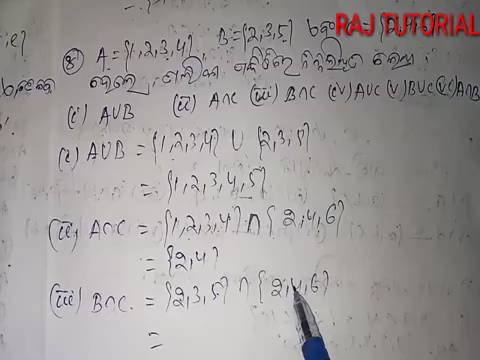 RAJ TUTORIAL
(8) A = {1,2,3,4} B = {2,3,5}
(i) A∪B (ii) A∩C (iii) B∩C (iv) A∪C (v) B∪C (vi) A∩B
(i) A∪B = {1,2,3,4} ∪ {2,3,5}
= {1,2,3,4,5}
(ii) A∩C = {1,2,3,4} ∩ {2,4,6}
= {2,4}
(iii) B∩C = {2,3,5} ∩ {2,4,6}
=